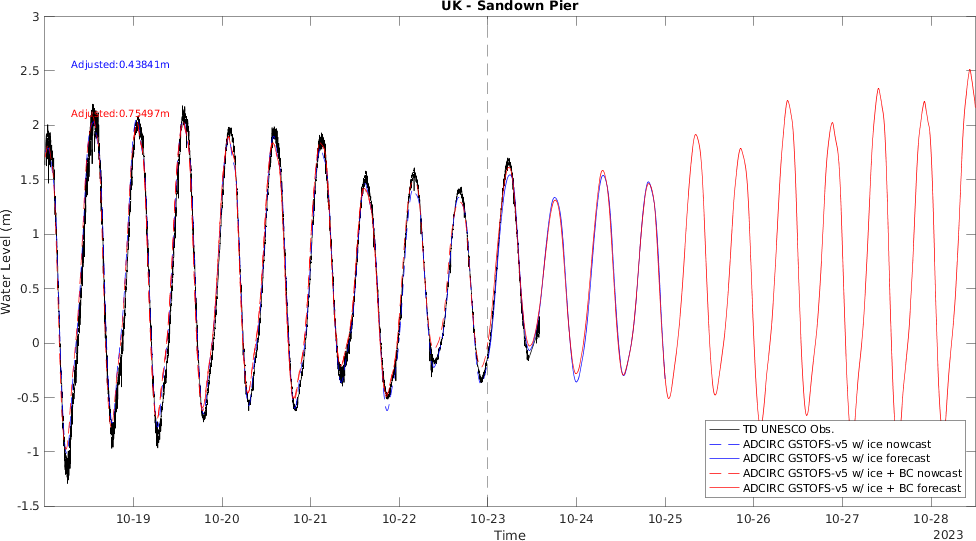 UK - Sandown Pier
Adjusted:0.43841m
Adjusted:0.75497m
Water Level (m)
3
2.5
2
1.5
1
0.5
0
-0.5
-1
-1.5
TD UNESCO Obs.
ADCIRC GSTOFS-v5 w/ ice nowcast
ADCIRC GSTOFS-v5 w/ ice forecast
ADCIRC GSTOFS-v5 w/ ice + BC nowcast
ADCIRC GSTOFS-v5 w/ ice + BC forecast
10-19 10-20 10-21 10-22 10-23 10-24 10-25 10-26 10-27 10-28
Time
2023